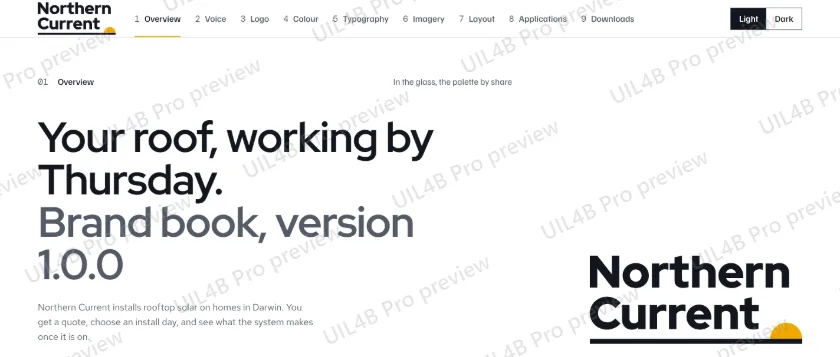 Northern
Current
1 Overview 2 Voice 3 Logo 4 Colour 5 Typography 6 Imagery 7 Layout 8 Applications 9 Downloads
Light Dark
01 Overview
In the glass, the palette by share
Your roof, working by
Thursday.
Brand book, version
1.0.0
Northern Current installs rooftop solar on homes in Darwin. You
get a quote, choose an install day, and see what the system makes
once it is on.
Northern
Current
UIL4B Pro preview